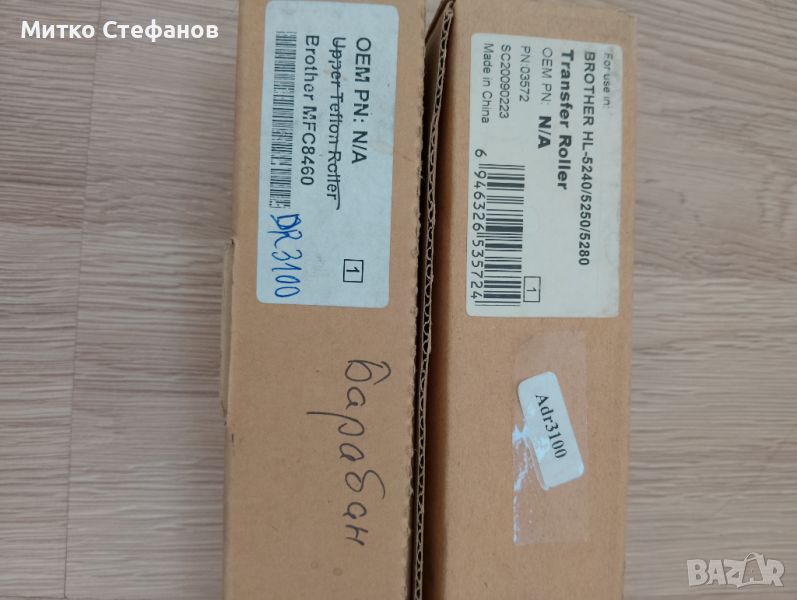 Митко Стефанов
OEM PN: N/A
Upper Teflon Roller
Brother MFC8460
DR3100
1
Барабан
For use in:
BROTHER HL-5240/5250/5280
Transfer Roller
OEM PN: N/A
PN:03572
SC20090223
Made in China
6 946326 535724
1
Adr3100
BAZAR